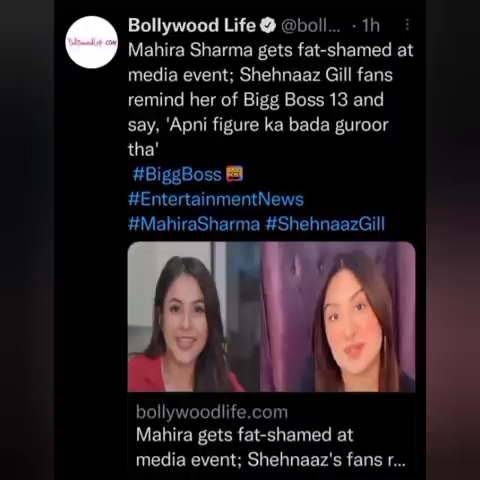 Bollywood Life @boll... · 1h
BollywoodLife.com
Mahira Sharma gets fat-shamed at
media event; Shehnaaz Gill fans
remind her of Bigg Boss 13 and
say, 'Apni figure ka bada guroor
tha'
#BiggBoss
#EntertainmentNews
#MahiraSharma #ShehnaazGill
bollywoodlife.com
Mahira gets fat-shamed at
media event; Shehnaaz's fans r...